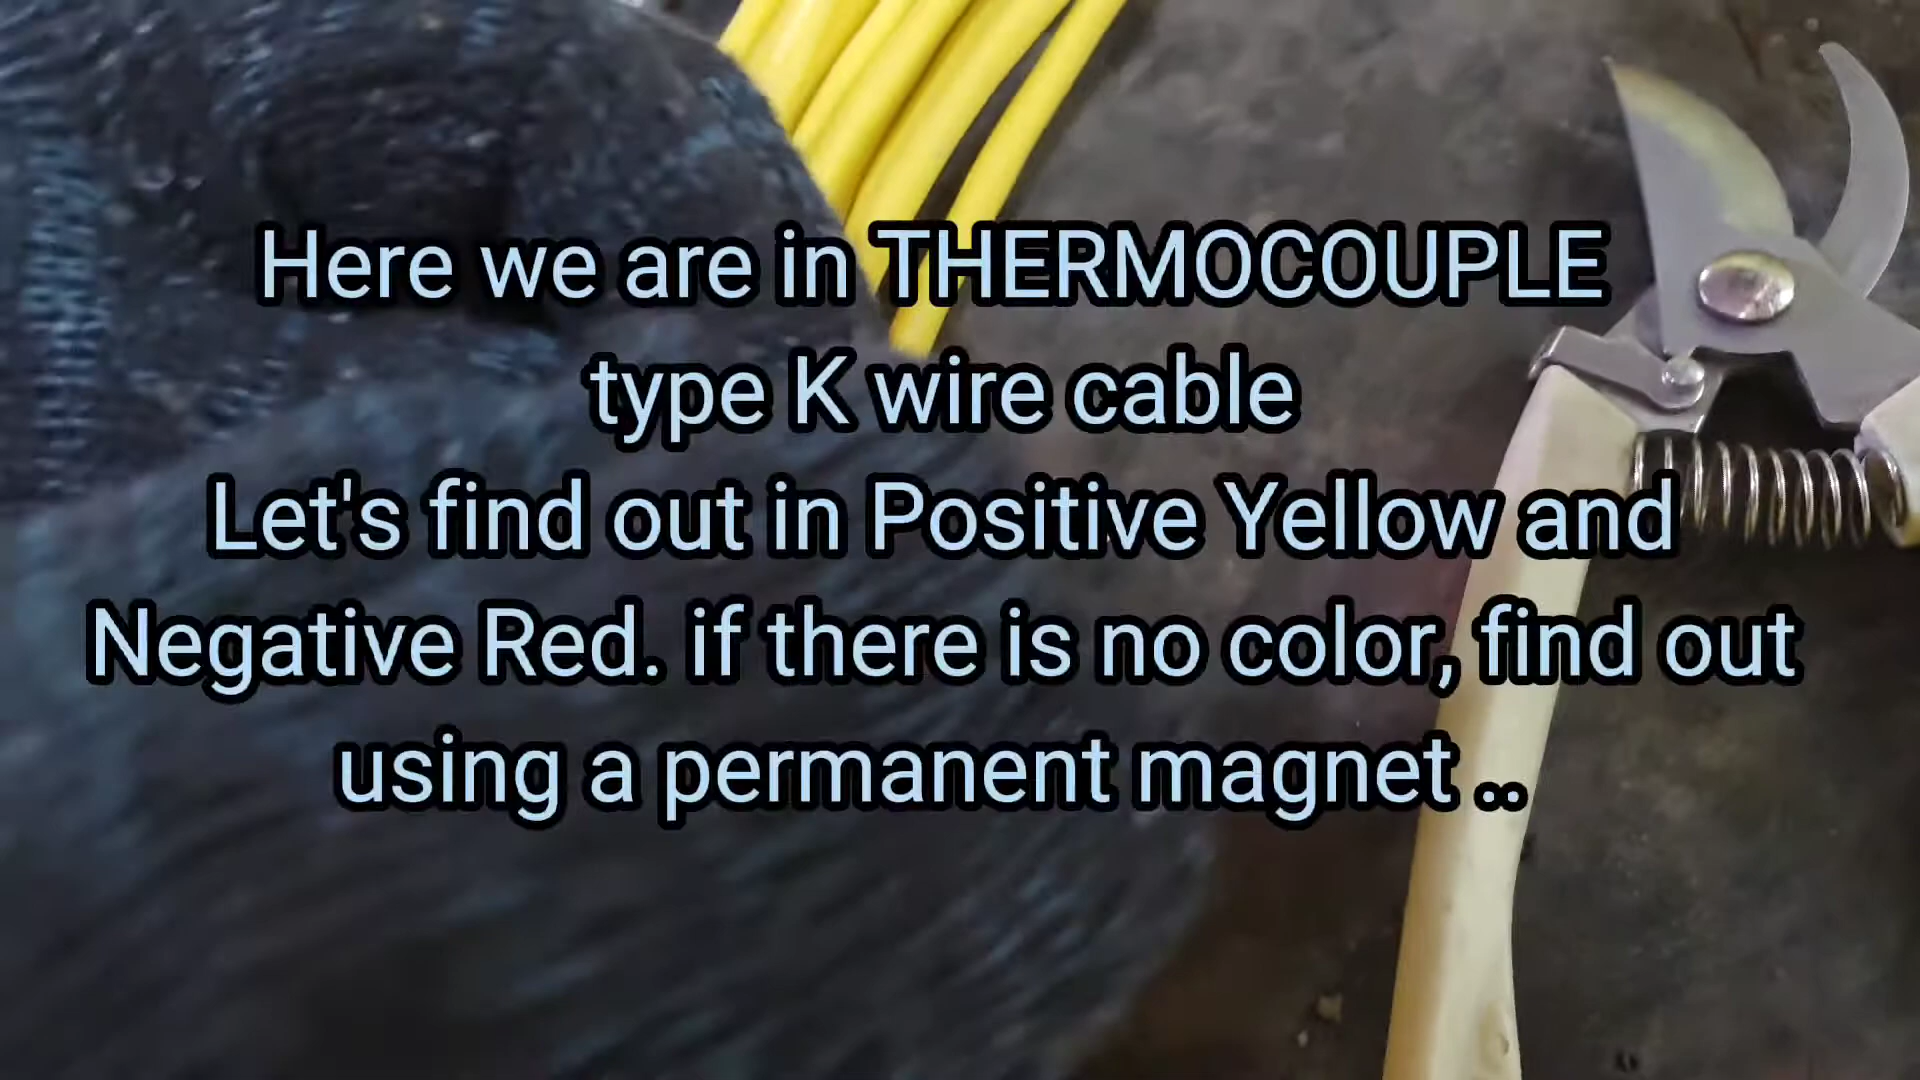 Here we are in THERMOCOUPLE
type K wire cable
Let's find out in Positive Yellow and
Negative Red. if there is no color, find out
using a permanent magnet ..